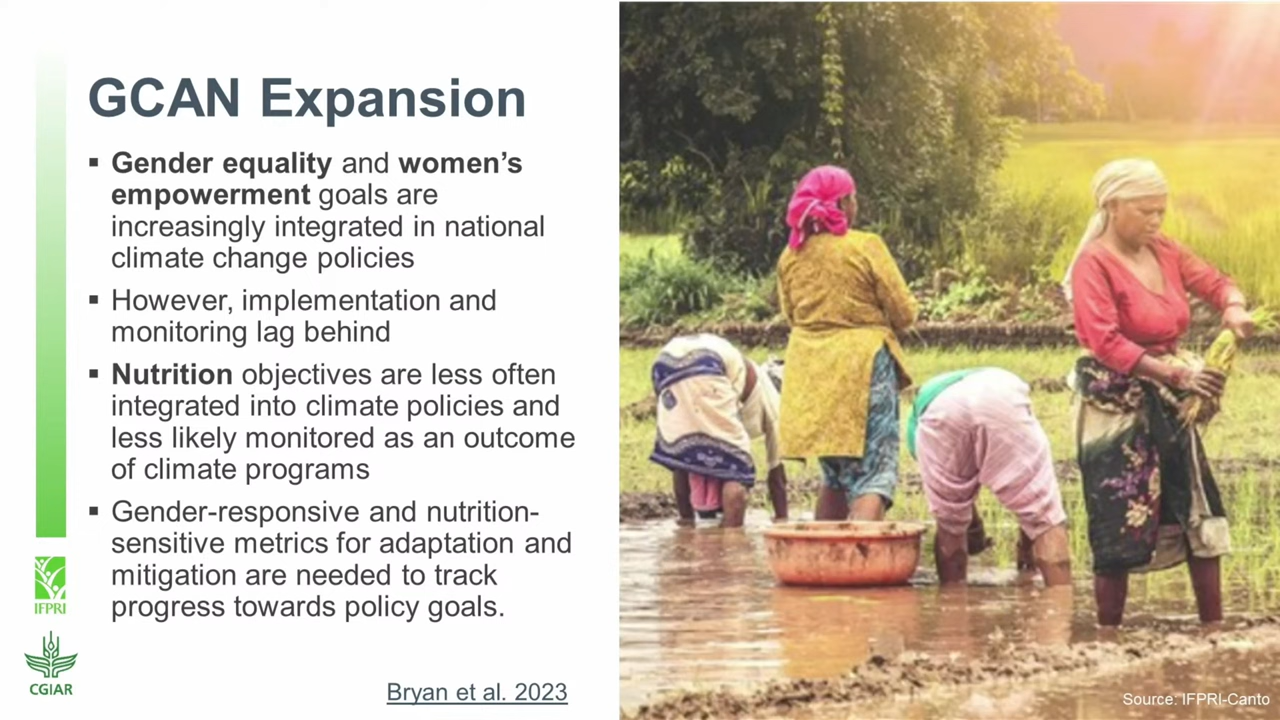 GCAN Expansion
▪ Gender equality and women's
empowerment goals are
increasingly integrated in national
climate change policies
▪ However, implementation and
monitoring lag behind
▪ Nutrition objectives are less often
integrated into climate policies and
less likely monitored as an outcome
of climate programs
▪ Gender-responsive and nutrition-
sensitive metrics for adaptation and
mitigation are needed to track
progress towards policy goals.
IFPRI
CGIAR
Bryan et al. 2023
Source: IFPRI-Canto